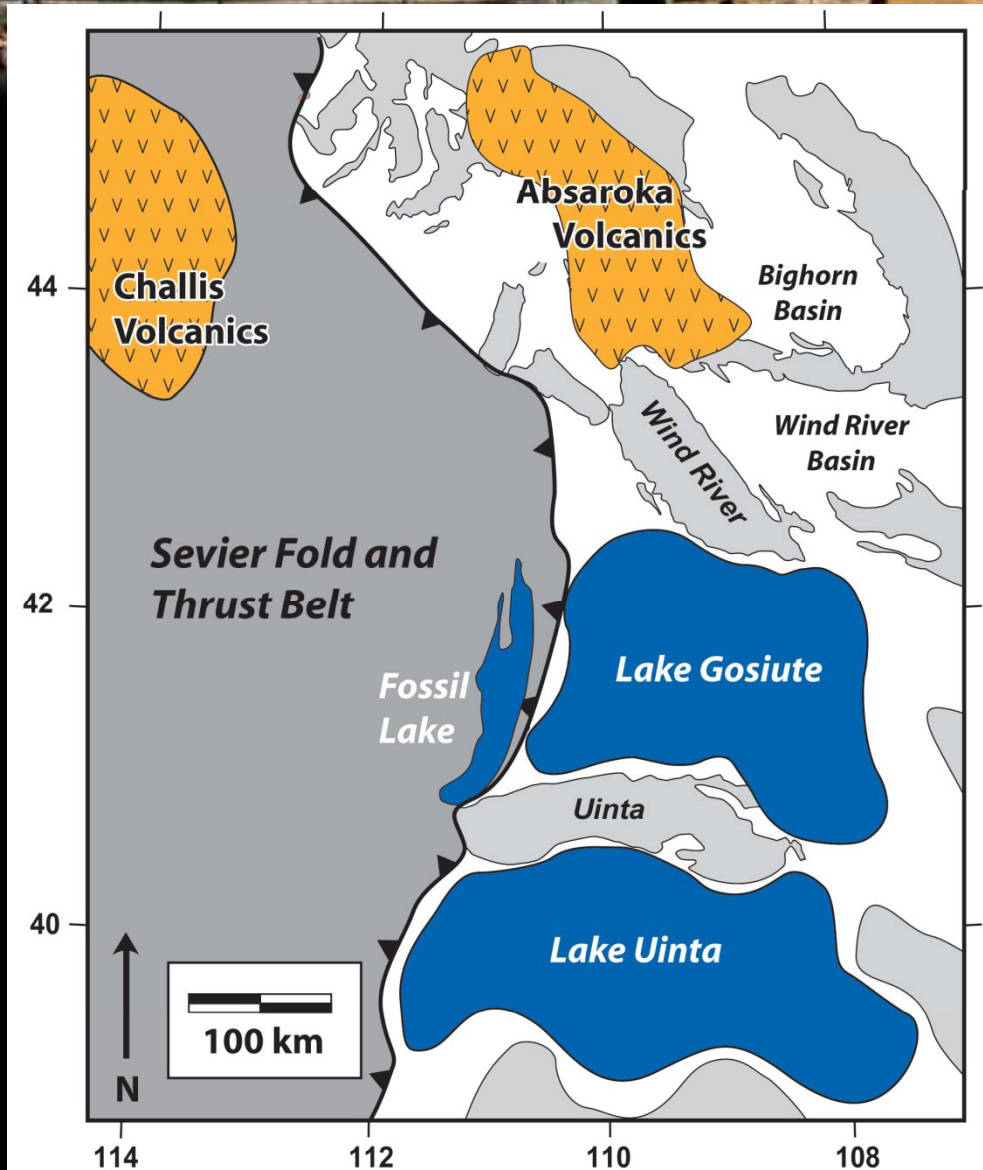 Absaroka
Volcanics
Challis
Volcanics
Bighorn
Basin
44
Wind River
Wind River
Basin
Sevier Fold and
Thrust Belt
42
Fossil
Lake
Lake Gosiute
Uinta
40
Lake Uinta
100 km
N
114
112
110
108